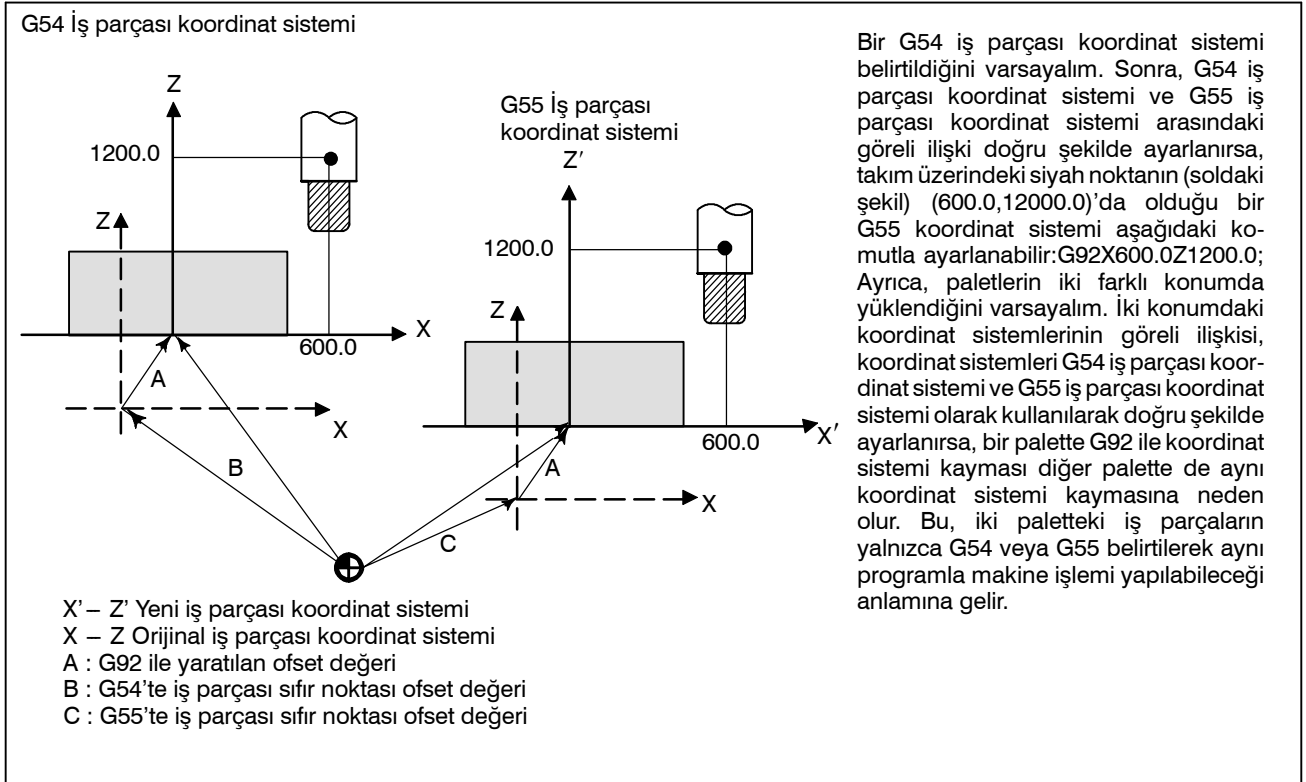 G54 İş parçası koordinat sistemi
Z
1200.0
Z
X
600.0
A
X
B
G55 İş parçası
koordinat sistemi
Z′
1200.0
Z
X′
600.0
A
X
C
X’ – Z’ Yeni iş parçası koordinat sistemi
X – Z Orijinal iş parçası koordinat sistemi
A : G92 ile yaratılan ofset değeri
B : G54’te iş parçası sıfır noktası ofset değeri
C : G55’te iş parçası sıfır noktası ofset değeri
Bir G54 iş parçası koordinat sistemi
belirtildiğini varsayalım. Sonra, G54 iş
parçası koordinat sistemi ve G55 iş
parçası koordinat sistemi arasındaki
göreli ilişki doğru şekilde ayarlanırsa,
takım üzerindeki siyah noktanın (soldaki
şekil) (600.0,12000.0)’da olduğu bir
G55 koordinat sistemi aşağıdaki ko-
mutla ayarlanabilir:G92X600.0Z1200.0;
Ayrıca, paletlerin iki farklı konumda
yüklendiğini varsayalım. İki konumdaki
koordinat sistemlerinin göreli ilişkisi,
koordinat sistemleri G54 iş parçası koor-
dinat sistemi ve G55 iş parçası koordinat
sistemi olarak kullanılarak doğru şekilde
ayarlanırsa, bir palette G92 ile koordinat
sistemi kayması diğer palette de aynı
koordinat sistemi kaymasına neden
olur. Bu, iki paletteki iş parçaların
yalnızca G54 veya G55 belirtilerek aynı
programla makine işlemi yapılabileceği
anlamına gelir.